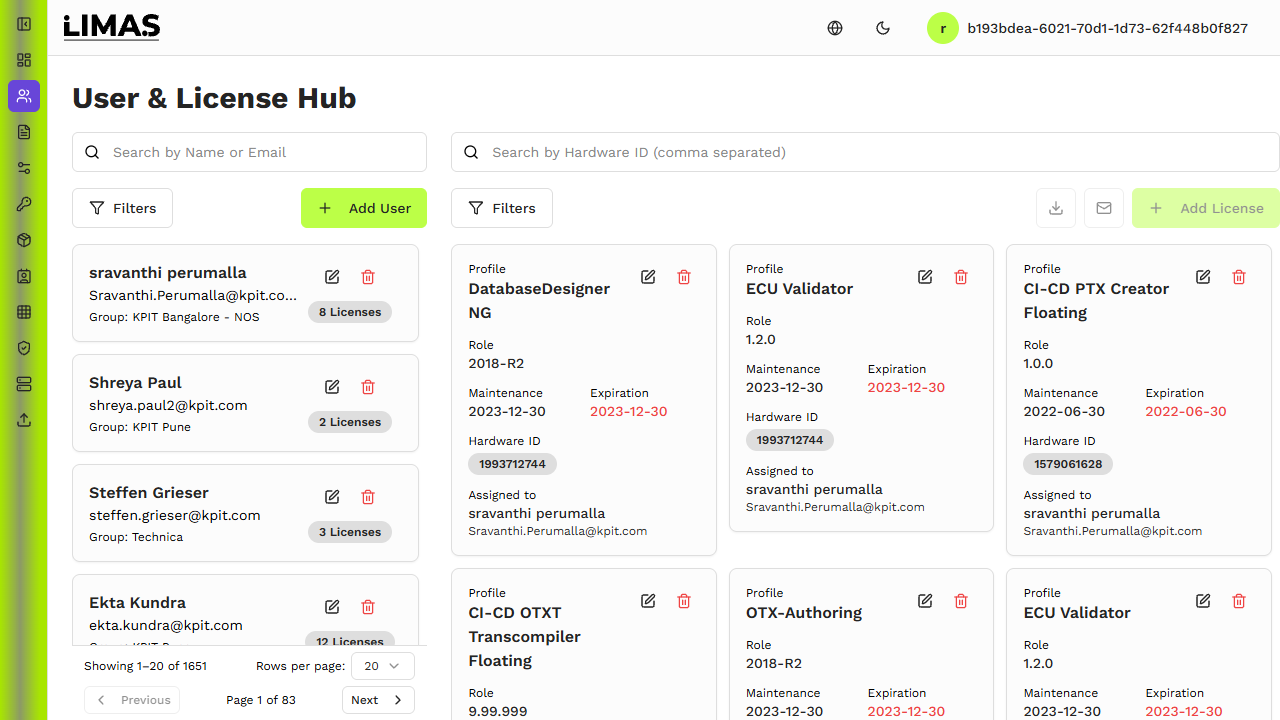 LIMAS
r
b193bdea-6021-70d1-1d73-62f448b0f827
User & License Hub
Search by Name or Email
Filters
Add User
sravanthi perumalla
Sravanthi.Perumalla@kpit.co...
Group: KPIT Bangalore - NOS
8 Licenses
Shreya Paul
shreya.paul2@kpit.com
Group: KPIT Pune
2 Licenses
Steffen Grieser
steffen.grieser@kpit.com
Group: Technica
3 Licenses
Ekta Kundra
ekta.kundra@kpit.com
12 Licenses
Showing 1–20 of 1651
Rows per page: 20
Previous
Page 1 of 83
Next
Search by Hardware ID (comma separated)
Filters
Add License
Profile
DatabaseDesigner
NG
Role
2018-R2
Maintenance
2023-12-30
Expiration
2023-12-30
Hardware ID
1993712744
Assigned to
sravanthi perumalla
Sravanthi.Perumalla@kpit.com
Profile
ECU Validator
Role
1.2.0
Maintenance
2023-12-30
Expiration
2023-12-30
Hardware ID
1993712744
Assigned to
sravanthi perumalla
Sravanthi.Perumalla@kpit.com
Profile
CI-CD PTX Creator
Floating
Role
1.0.0
Maintenance
2022-06-30
Expiration
2022-06-30
Hardware ID
1579061628
Assigned to
sravanthi perumalla
Sravanthi.Perumalla@kpit.com
Profile
CI-CD OTXT
Transcompiler
Floating
Role
9.99.999
Profile
OTX-Authoring
Role
2018-R2
Maintenance
2023-12-30
Expiration
2023-12-30
Profile
ECU Validator
Role
1.2.0
Maintenance
2023-12-30
Expiration
2023-12-30